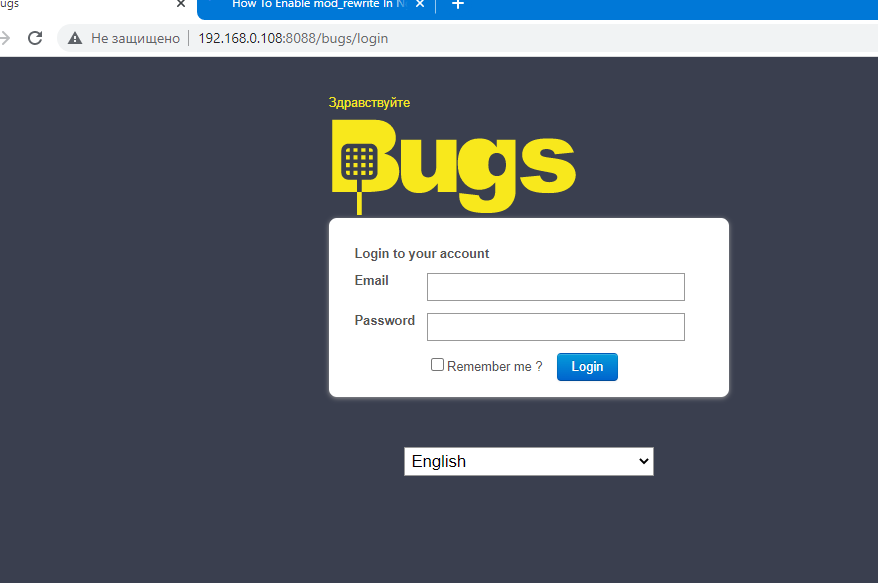 ugs
How To Enable mod_rewrite In N
Не защищено 192.168.0.108:8088/bugs/login
Здравствуйте
Bugs
Login to your account
Email
Password
Remember me ? Login
English